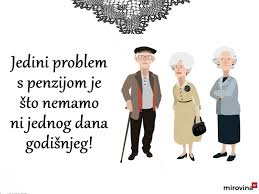 Jedini problem
s penzijom je
što nemamo
ni jednog dana
godišnjeg!
mirovina